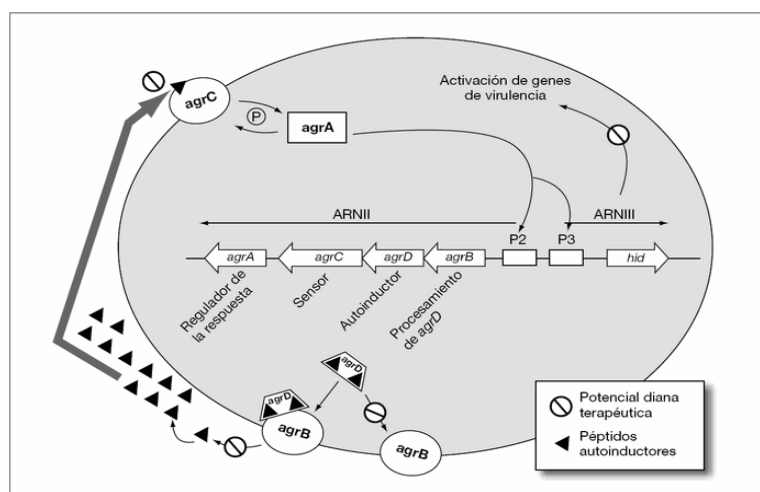 Activación de genes
de virulencia
agrC
P
agrA
ARNII
ARNIII
P2
P3
agrA
agrC
agrD
agrB
hid
Regulador de
la respuesta
Sensor
Autoinductor
Procesamiento
de agrD
agrD
agrD
agrB
agrB
Potencial diana
terapéutica
Péptidos
autoinductores